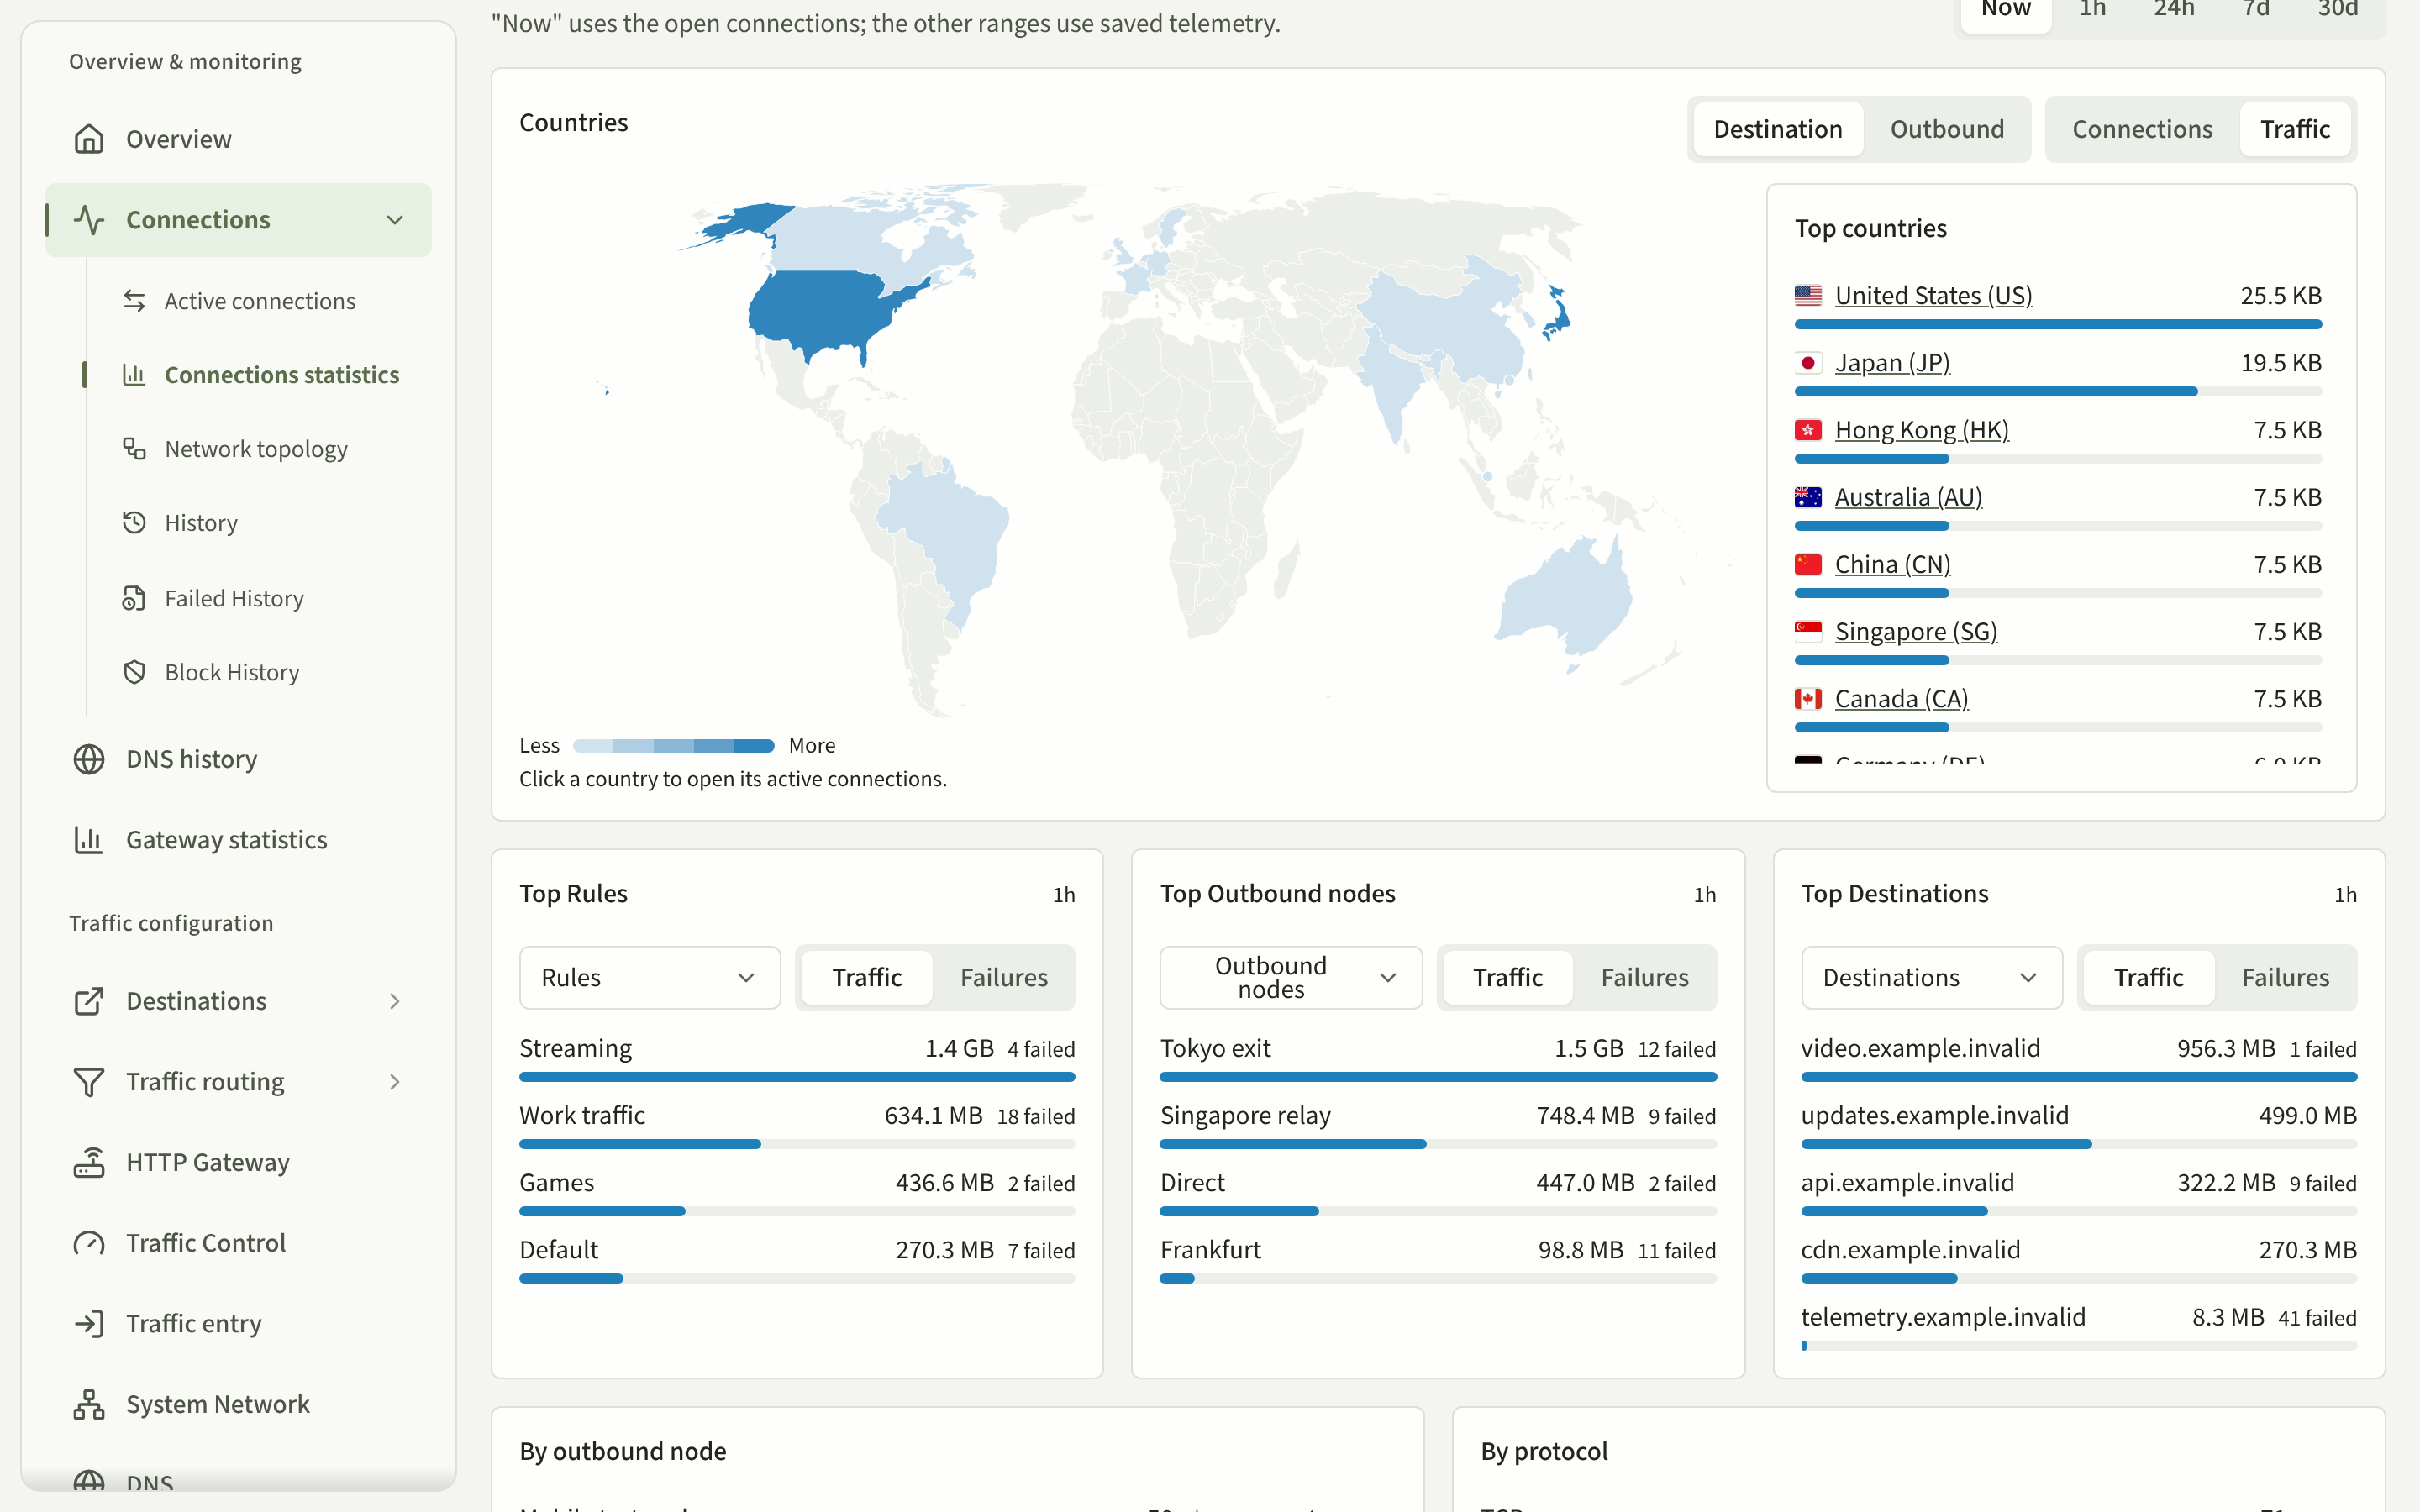 Overview & monitoring
Overview
Connections
Active connections
Connections statistics
Network topology
History
Failed History
Block History
DNS history
Gateway statistics
Traffic configuration
Destinations
Traffic routing
HTTP Gateway
Traffic Control
Traffic entry
System Network
DNS
"Now" uses the open connections; the other ranges use saved telemetry.
Now 1h 24h 7d 30d
Countries
Destination Outbound Connections Traffic
Less More
Click a country to open its active connections.
Top countries
United States (US) 25.5 KB
Japan (JP) 19.5 KB
Hong Kong (HK) 7.5 KB
Australia (AU) 7.5 KB
China (CN) 7.5 KB
Singapore (SG) 7.5 KB
Canada (CA) 7.5 KB
Germany (DE) 6.0 KB
Top Rules 1h
Rules Traffic Failures
Streaming 1.4 GB 4 failed
Work traffic 634.1 MB 18 failed
Games 436.6 MB 2 failed
Default 270.3 MB 7 failed
Top Outbound nodes 1h
Outbound
nodes
Traffic Failures
Tokyo exit 1.5 GB 12 failed
Singapore relay 748.4 MB 9 failed
Direct 447.0 MB 2 failed
Frankfurt 98.8 MB 11 failed
Top Destinations 1h
Destinations Traffic Failures
video.example.invalid 956.3 MB 1 failed
updates.example.invalid 499.0 MB
api.example.invalid 322.2 MB 9 failed
cdn.example.invalid 270.3 MB
telemetry.example.invalid 8.3 MB 41 failed
By outbound node
By protocol